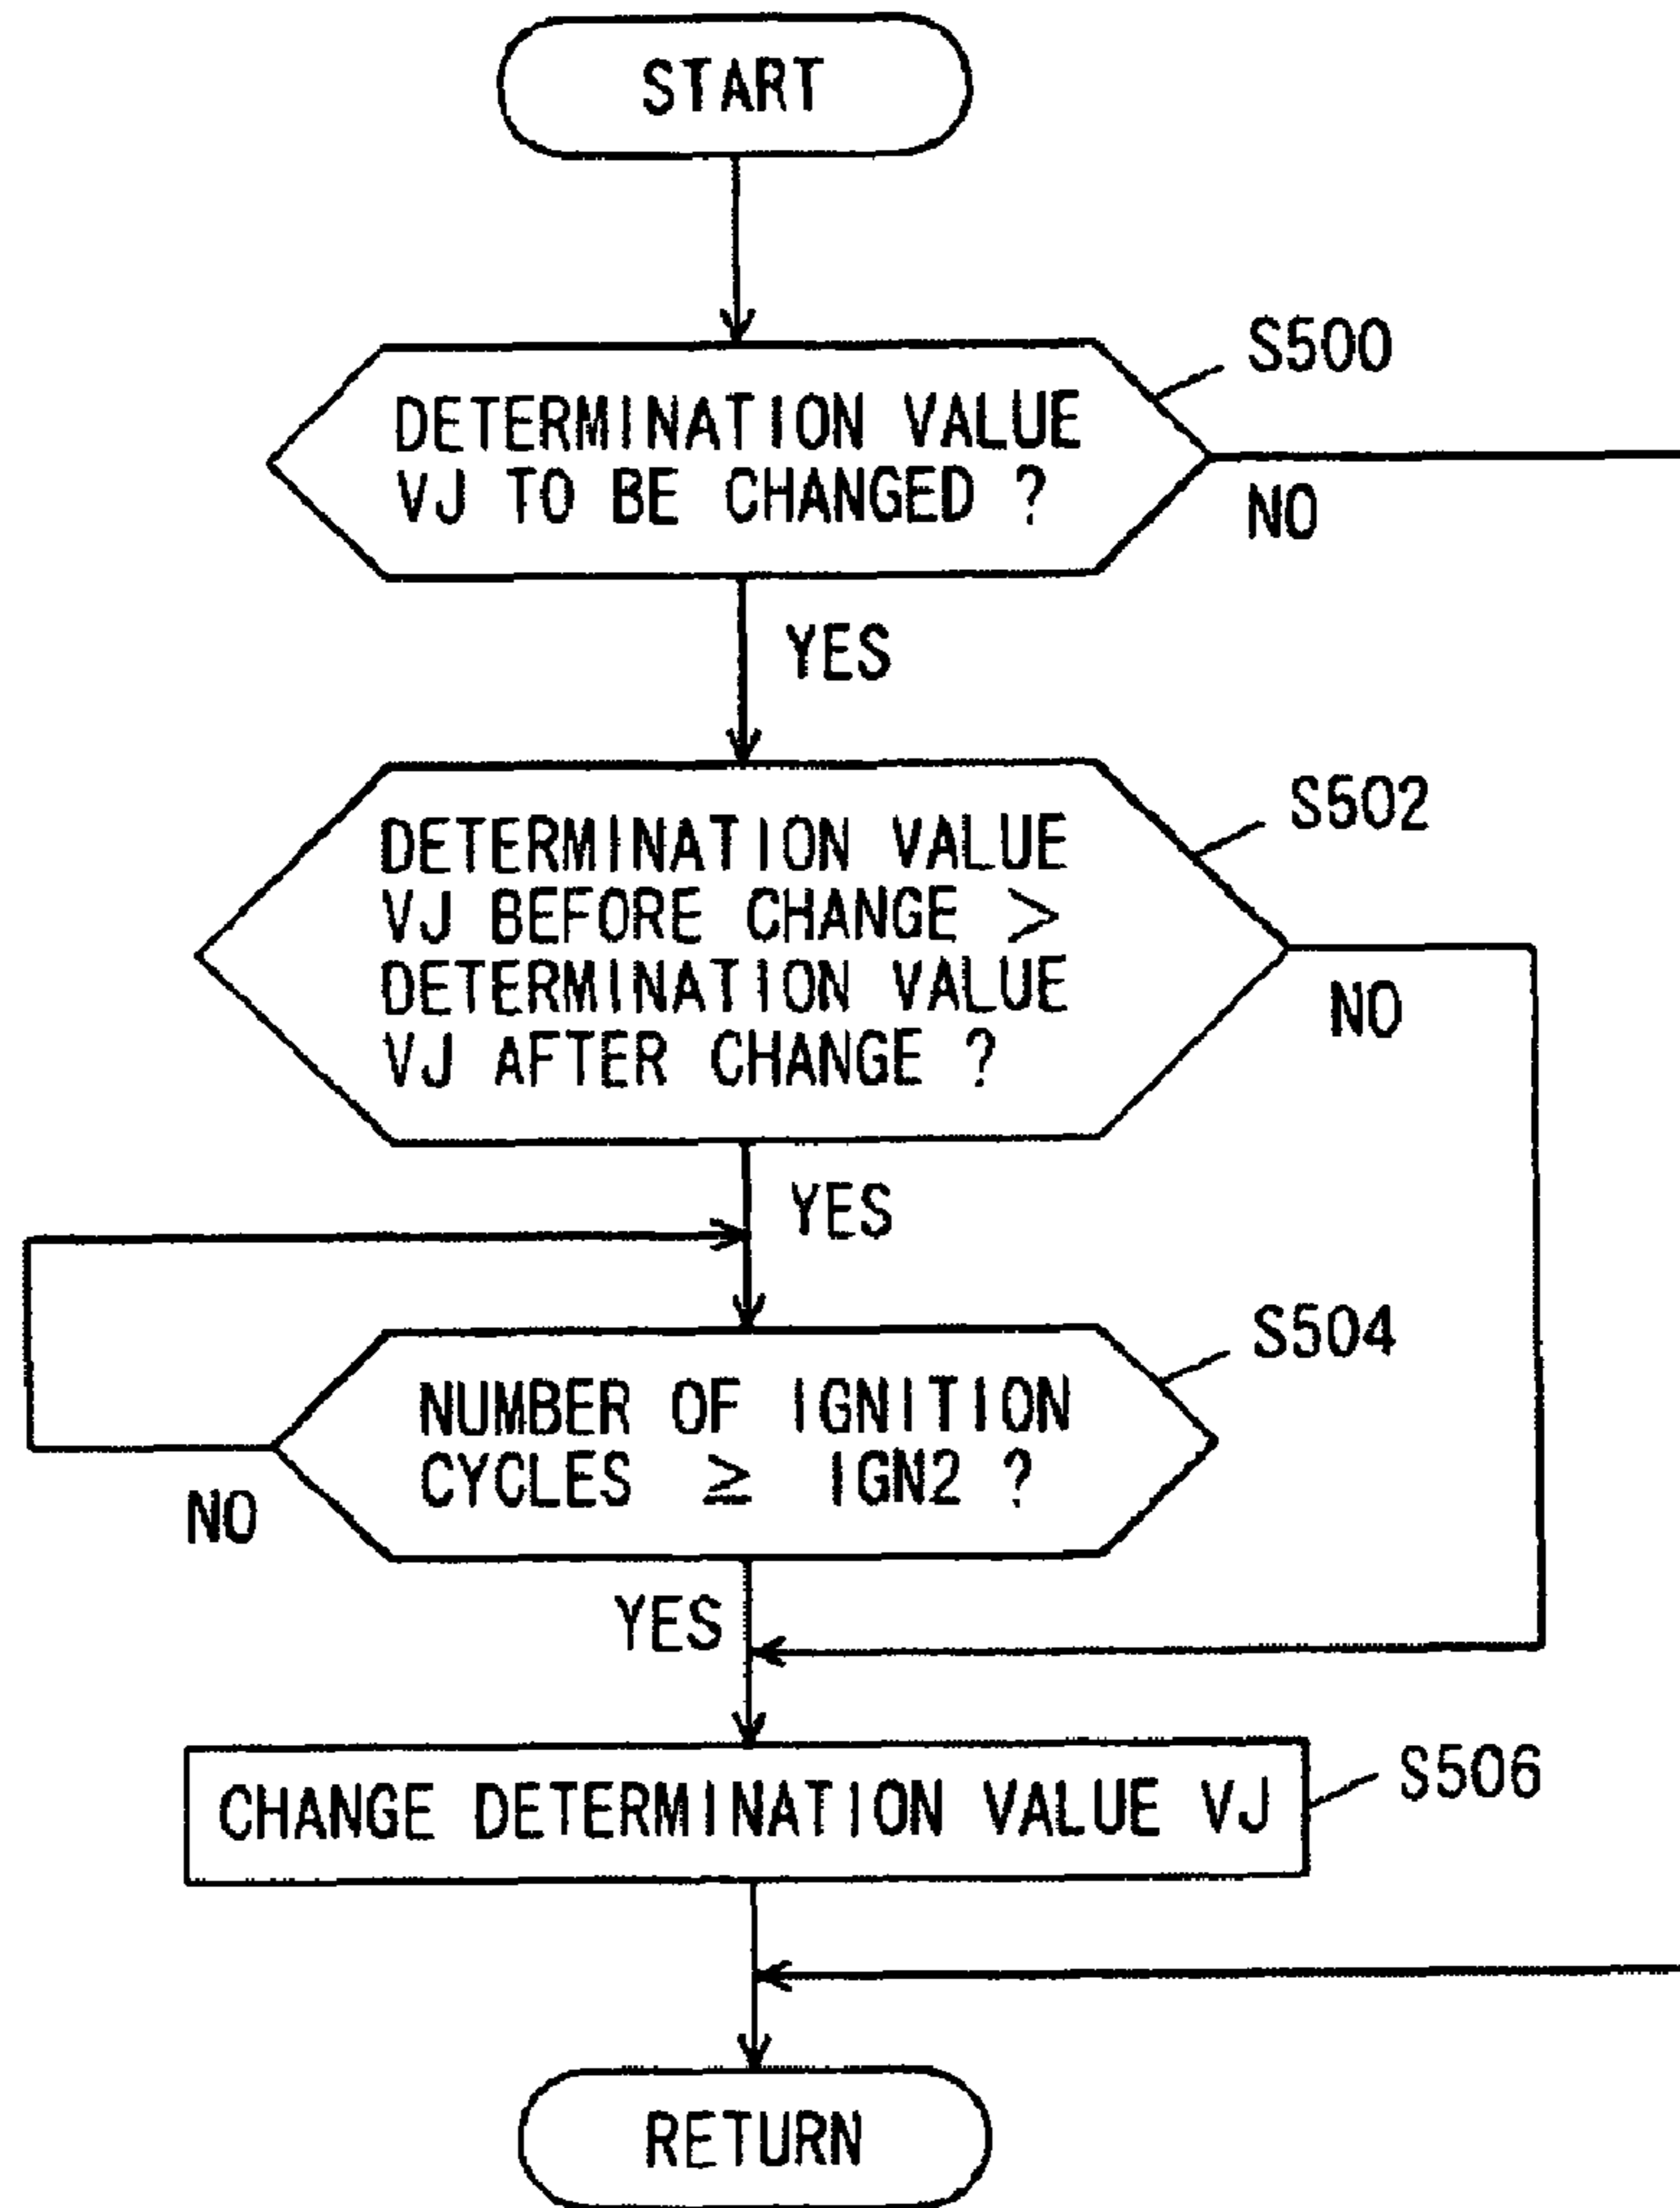 START
S500
DETERMINATION VALUE
VJ TO BE CHANGED ?
NO
YES
S502
DETERMINATION VALUE
VJ BEFORE CHANGE >
DETERMINATION VALUE
VJ AFTER CHANGE ?
NO
YES
S504
NUMBER OF IGNITION
CYCLES ≥ IGN2 ?
NO
YES
S506
CHANGE DETERMINATION VALUE VJ
RETURN